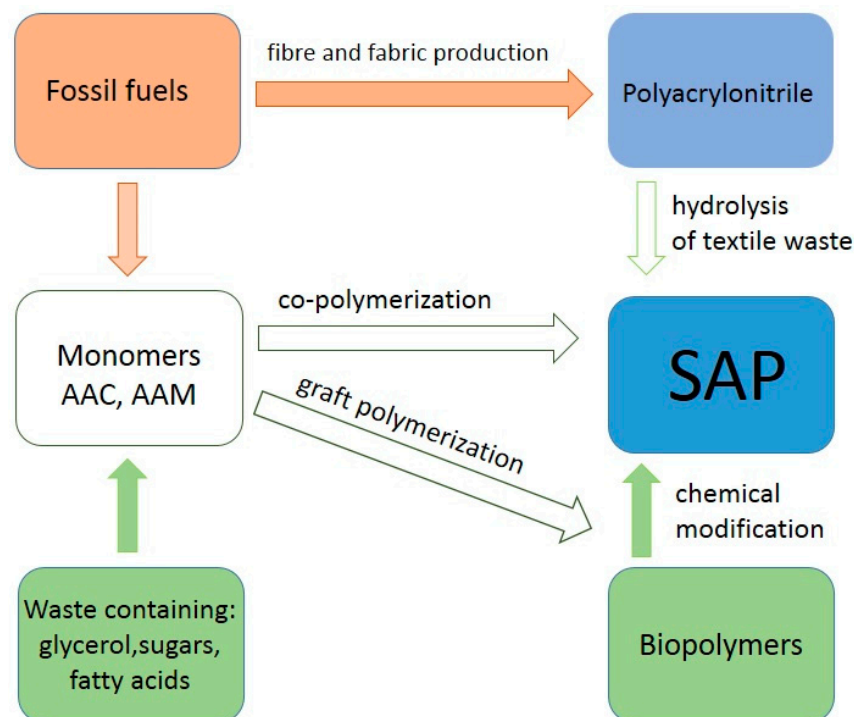 Fossil fuels
fibre and fabric production
Polyacrylonitrile
hydrolysis
of textile waste
Monomers
AAC, AAM
co-polymerization
graft polymerization
SAP
chemical
modification
Waste containing:
glycerol,sugars,
fatty acids
Biopolymers